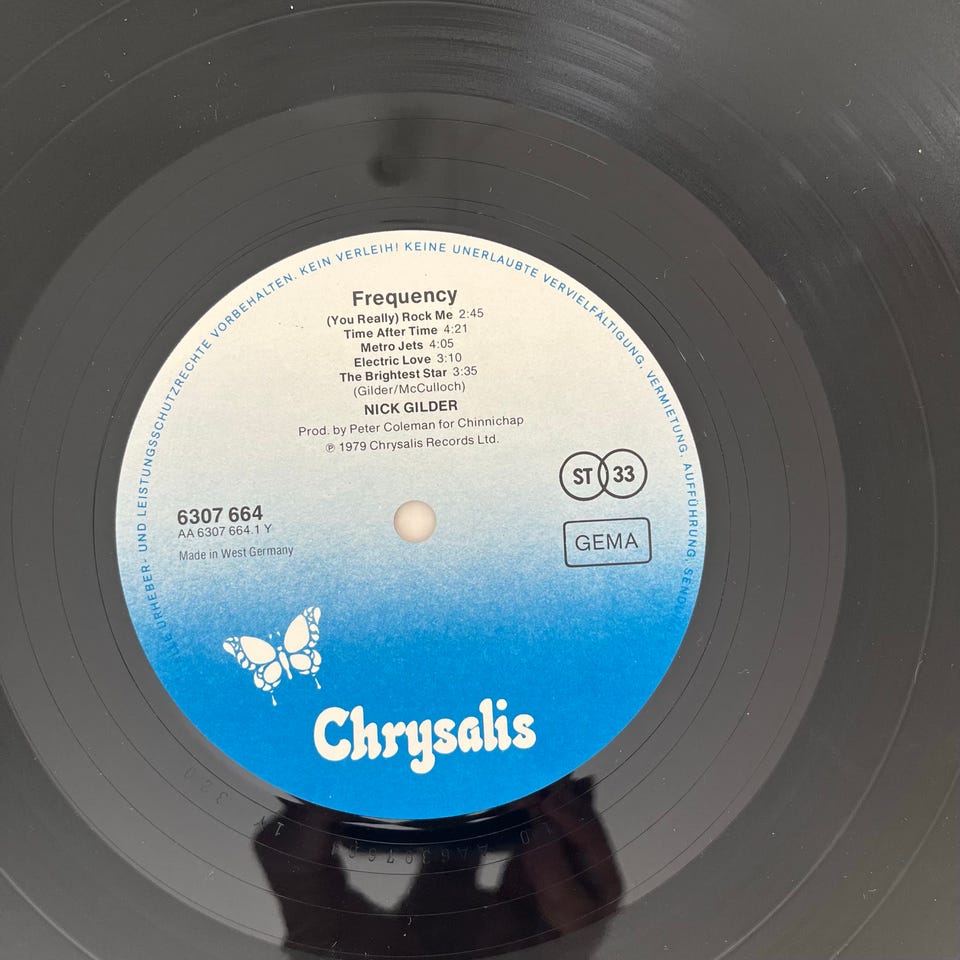 URHEBER- UND LEISTUNGSSCHUTZRECHTE VORBEHALTEN. KEIN VERLEIH! KEINE UNERLAUBTE VERVIELFÄLTIGUNG, VERMIETUNG, AUFFÜHRUNG,
Frequency
(You Really) Rock Me 2:45
Time After Time 4:21
Metro Jets 4:05
Electric Love 3:10
The Brightest Star 3:35
(Gilder/McCulloch)
NICK GILDER
Prod. by Peter Coleman for Chinnichap
℗ 1979 Chrysalis Records Ltd.
ST 33
6307 664
AA 6307 664.1 Y
GEMA
Made in West Germany
Chrysalis